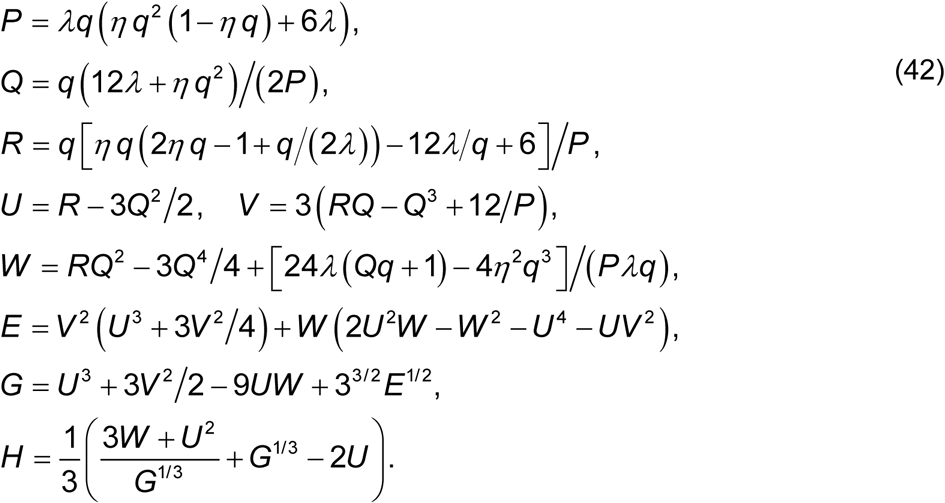 P = λq(ηq²(1−ηq)+6λ),
Q = q(12λ+ηq²)/(2P), (42)
R = q[ηq(2ηq−1+q/(2λ))−12λ/q+6]/P,
U = R−3Q²/2, V = 3(RQ−Q³+12/P),
W = RQ²−3Q⁴/4+[24λ(Qq+1)−4η²q³]/(Pλq),
E = V²(U³+3V²/4)+W(2U²W−W²−U⁴−UV²),
G = U³+3V²/2−9UW+3^{3/2}E^{1/2},
H = \frac{1}{3}(\frac{3W+U²}{G^{1/3}}+G^{1/3}−2U).